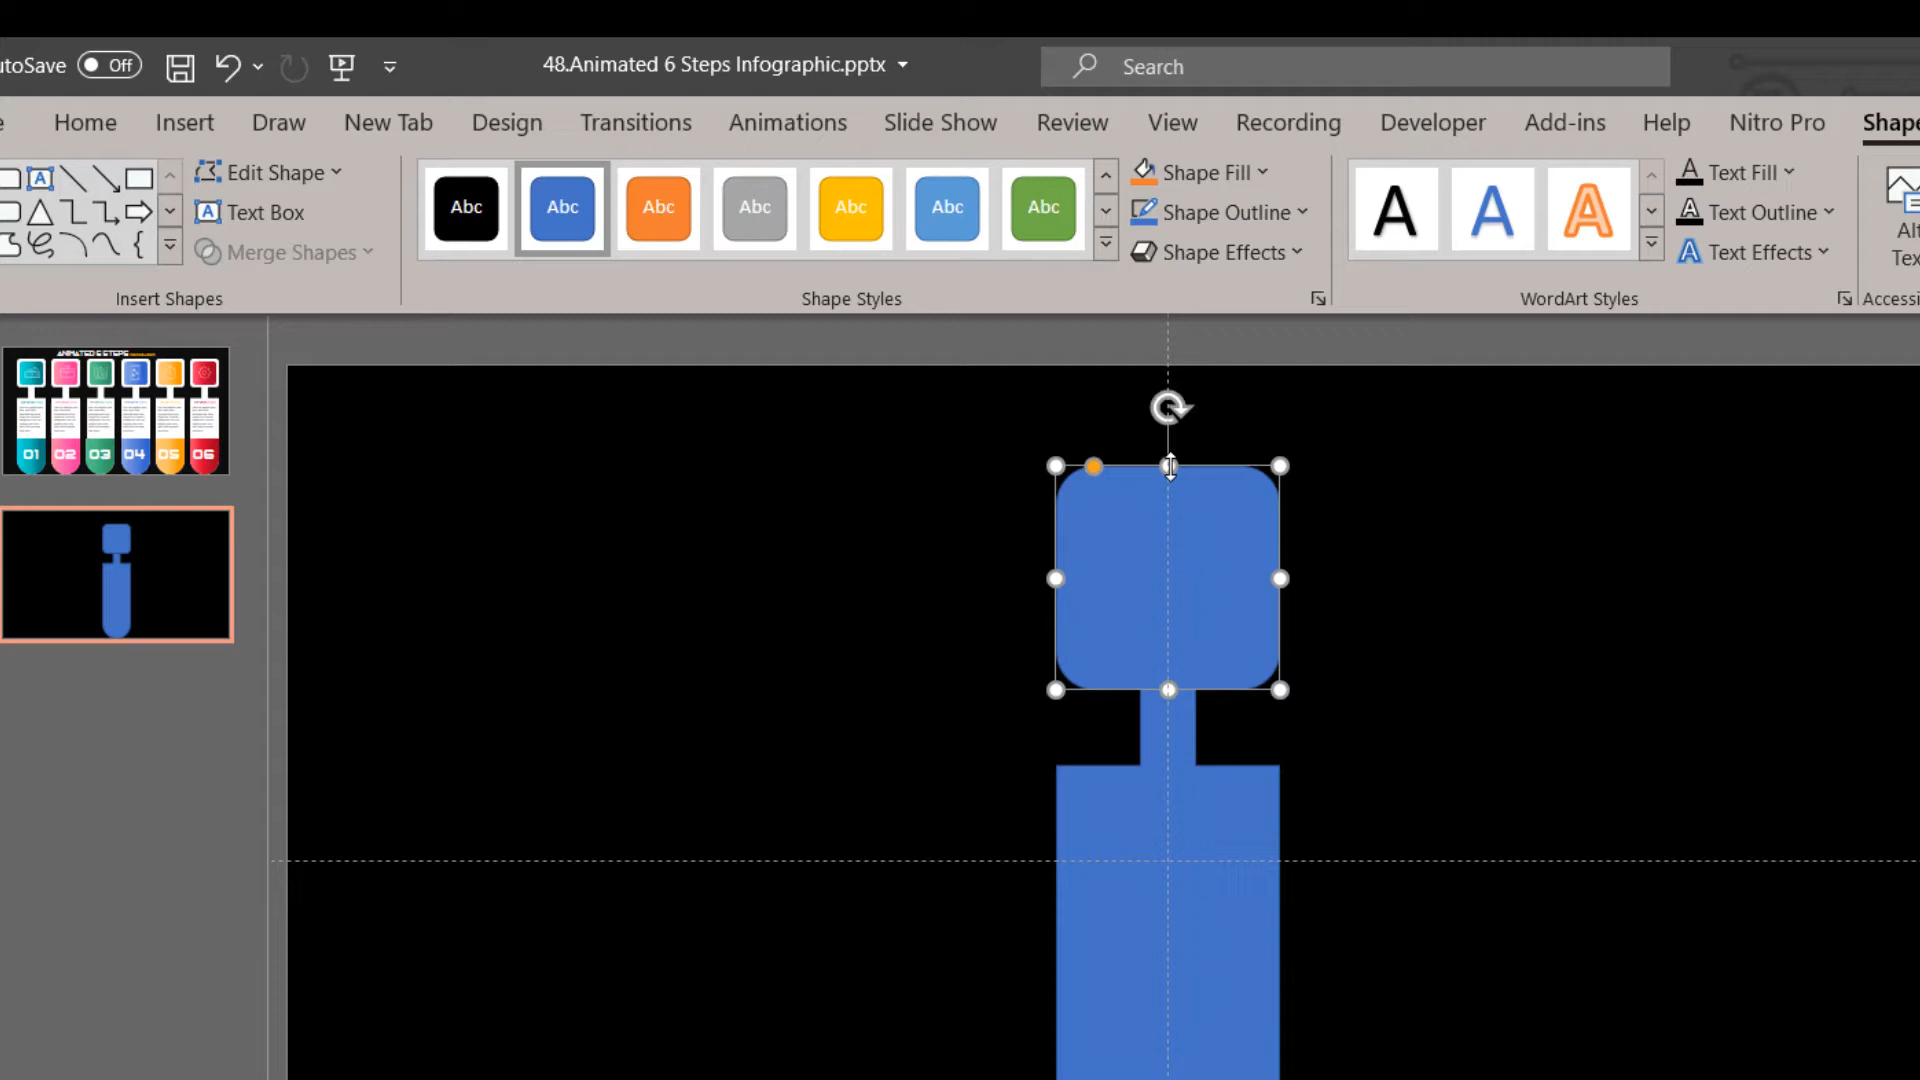 utoSave Off 48.Animated 6 Steps Infographic.pptx Search
e Home Insert Draw New Tab Design Transitions Animations Slide Show Review View Recording Developer Add-ins Help Nitro Pro Shape
A Edit Shape Abc Abc Abc Abc Abc Abc Abc Shape Fill A A A A Text Fill
A Text Box Shape Outline A Text Outline Alt
Merge Shapes Shape Effects A Text Effects Tex
Insert Shapes Shape Styles WordArt Styles Accessi
ANIMATED 6 STEPS
01 02 03 04 05 06